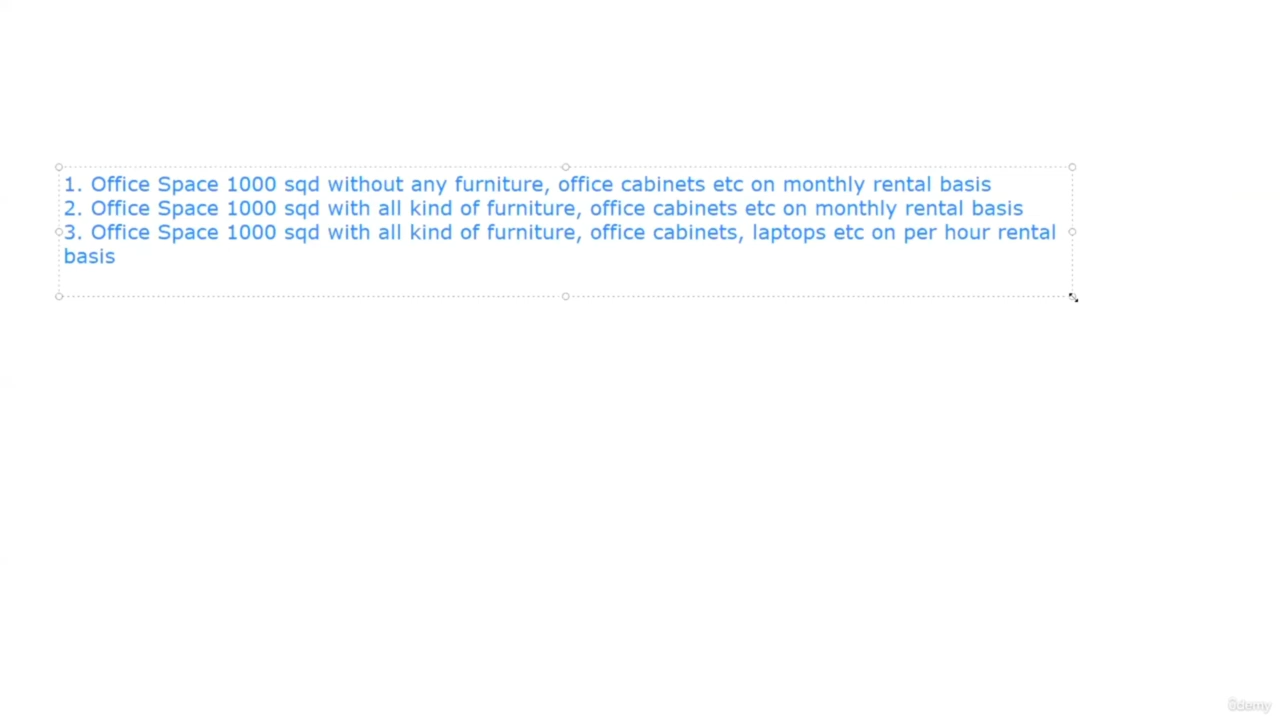 1. Office Space 1000 sqd without any furniture, office cabinets etc on monthly rental basis
2. Office Space 1000 sqd with all kind of furniture, office cabinets etc on monthly rental basis
3. Office Space 1000 sqd with all kind of furniture, office cabinets, laptops etc on per hour rental
basis
ûdemy